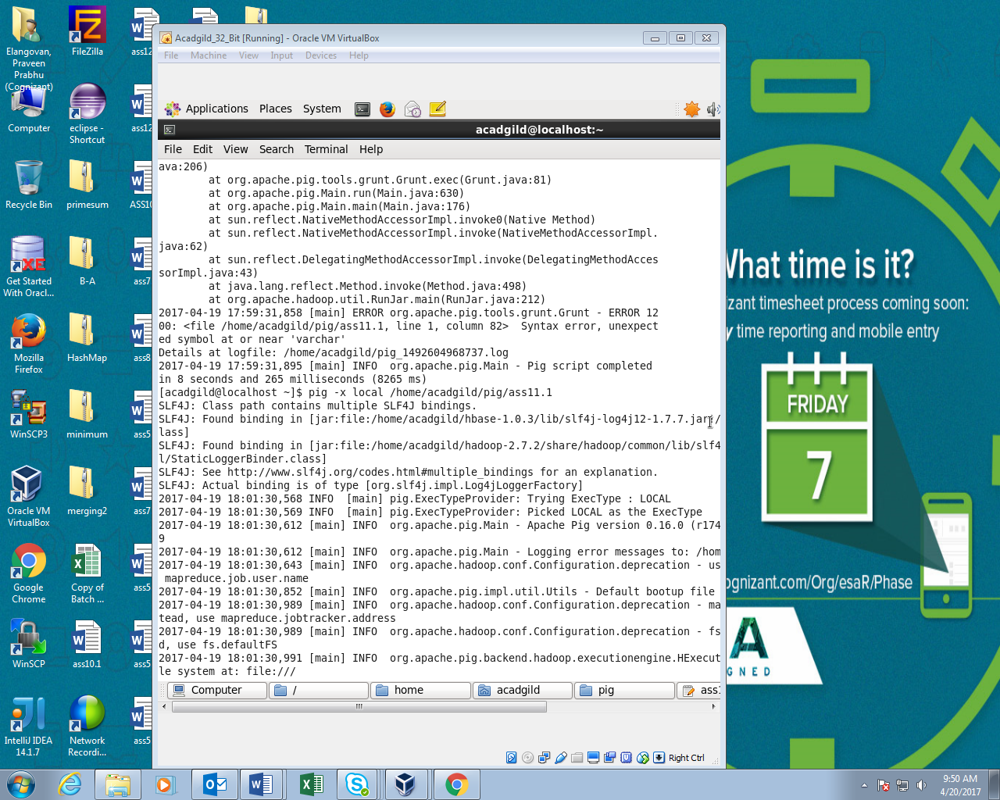 Elangovan,
Praveen
Prabhu
(Cognizant)
FileZilla
ass12
Computer
eclipse -
Shortcut
ass12
Recycle Bin
primesum
ASS10
Get Started
With Oracl...
B-A
ass7
Mozilla
Firefox
HashMap
ass8
WinSCP3
minimum
ass5
Oracle VM
VirtualBox
merging2
ass7
Google
Chrome
Copy of
Batch ...
ass5
WinSCP
ass10.1
ass5
IntelliJ IDEA
14.1.7
Network
Recordi...
ass5
Acadgild_32_Bit [Running] - Oracle VM VirtualBox
File Machine View Input Devices Help
Applications Places System
acadgild@localhost:~
File Edit View Search Terminal Help
ava:206)
at org.apache.pig.tools.grunt.Grunt.exec(Grunt.java:81)
at org.apache.pig.Main.run(Main.java:630)
at org.apache.pig.Main.main(Main.java:176)
at sun.reflect.NativeMethodAccessorImpl.invoke0(Native Method)
at sun.reflect.NativeMethodAccessorImpl.invoke(NativeMethodAccessorImpl.
java:62)
at sun.reflect.DelegatingMethodAccessorImpl.invoke(DelegatingMethodAcces
sorImpl.java:43)
at java.lang.reflect.Method.invoke(Method.java:498)
at org.apache.hadoop.util.RunJar.main(RunJar.java:212)
2017-04-19 17:59:31,858 [main] ERROR org.apache.pig.tools.grunt.Grunt - ERROR 12
00: <file /home/acadgild/pig/ass11.1, line 1, column 82>  Syntax error, unexpect
ed symbol at or near 'varchar'
Details at logfile: /home/acadgild/pig_1492604968737.log
2017-04-19 17:59:31,895 [main] INFO  org.apache.pig.Main - Pig script completed
in 8 seconds and 265 milliseconds (8265 ms)
[acadgild@localhost ~]$ pig -x local /home/acadgild/pig/ass11.1
SLF4J: Class path contains multiple SLF4J bindings.
SLF4J: Found binding in [jar:file:/home/acadgild/hbase-1.0.3/lib/slf4j-log4j12-1.7.7.jar!/
lass]
SLF4J: Found binding in [jar:file:/home/acadgild/hadoop-2.7.2/share/hadoop/common/lib/slf4
l/StaticLoggerBinder.class]
SLF4J: See http://www.slf4j.org/codes.html#multiple_bindings for an explanation.
SLF4J: Actual binding is of type [org.slf4j.impl.Log4jLoggerFactory]
2017-04-19 18:01:30,568 INFO  [main] pig.ExecTypeProvider: Trying ExecType : LOCAL
2017-04-19 18:01:30,569 INFO  [main] pig.ExecTypeProvider: Picked LOCAL as the ExecType
2017-04-19 18:01:30,612 [main] INFO  org.apache.pig.Main - Apache Pig version 0.16.0 (r174
9
2017-04-19 18:01:30,612 [main] INFO  org.apache.pig.Main - Logging error messages to: /hom
2017-04-19 18:01:30,643 [main] INFO  org.apache.hadoop.conf.Configuration.deprecation - us
mapreduce.job.user.name
2017-04-19 18:01:30,852 [main] INFO  org.apache.pig.impl.util.Utils - Default bootup file
2017-04-19 18:01:30,989 [main] INFO  org.apache.hadoop.conf.Configuration.deprecation - ma
tead, use mapreduce.jobtracker.address
2017-04-19 18:01:30,989 [main] INFO  org.apache.hadoop.conf.Configuration.deprecation - fs
d, use fs.defaultFS
2017-04-19 18:01:30,991 [main] INFO  org.apache.pig.backend.hadoop.executionengine.HExecut
le system at: file:///
Computer / home acadgild pig ass1
Right Ctrl
What time is it?
izant timesheet process coming soon:
y time reporting and mobile entry
FRIDAY
7
ognizant.com/Org/esaR/Phase
A
GNED
9:50 AM
4/20/2017